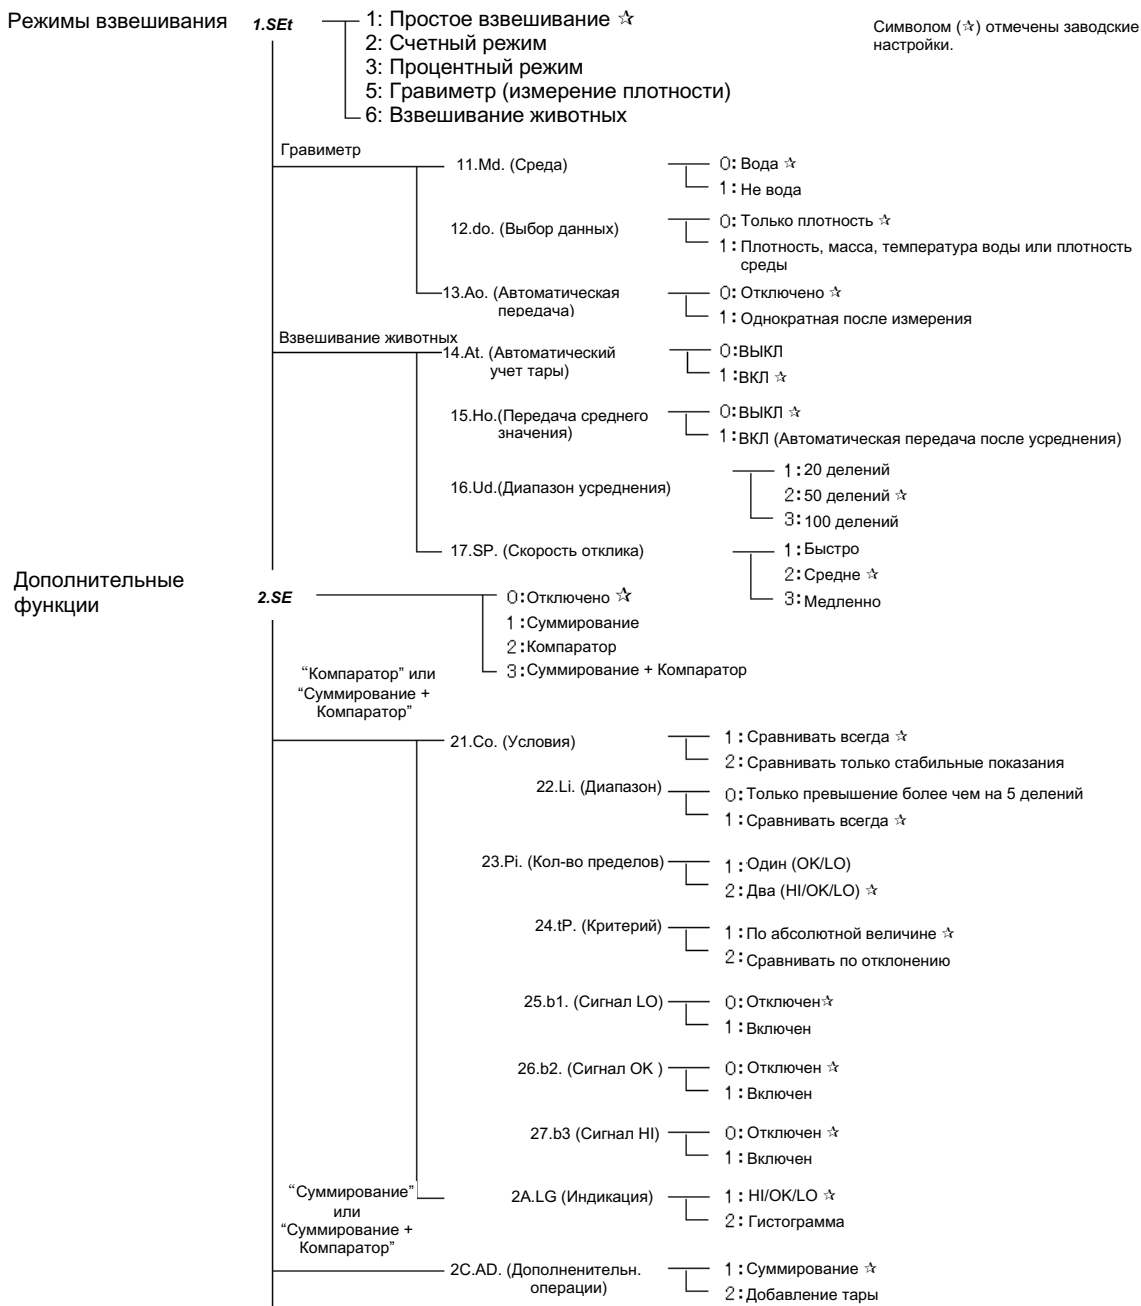 Режимы взвешивания
1.SEt
1: Простое взвешивание ☆
2: Счетный режим
3: Процентный режим
5: Гравиметр (измерение плотности)
6: Взвешивание животных
Символом (☆) отмечены заводские
настройки.
Гравиметр
11.Md. (Среда)
0: Вода ☆
1: Не вода
12.do. (Выбор данных)
0: Только плотность ☆
1: Плотность, масса, температура воды или плотность
среды
13.Ao. (Автоматическая
передача)
0: Отключено ☆
1: Однократная после измерения
Взвешивание животных
14.At. (Автоматический
учет тары)
0:ВЫКЛ
1:ВКЛ ☆
15.Ho.(Передача среднего
значения)
0:ВЫКЛ ☆
1:ВКЛ (Автоматическая передача после усреднения)
16.Ud.(Диапазон усреднения)
1:20 делений
2:50 делений ☆
3:100 делений
17.SP. (Скорость отклика)
1:Быстро
2:Средне ☆
3:Медленно
Дополнительные
функции
2.SE
0:Отключено ☆
1:Суммирование
2:Компаратор
3:Суммирование + Компаратор
“Компаратор” или
“Суммирование +
Компаратор”
21.Co. (Условия)
1: Сравнивать всегда ☆
2: Сравнивать только стабильные показания
22.Li. (Диапазон)
0:Только превышение более чем на 5 делений
1: Сравнивать всегда ☆
23.Pi. (Кол-во пределов)
1:Один (OK/LO)
2:Два (HI/OK/LO) ☆
24.tP. (Критерий)
1:По абсолютной величине ☆
2:Сравнивать по отклонению
25.b1. (Сигнал LO)
0: Отключен☆
1: Включен
26.b2. (Сигнал OK )
0: Отключен ☆
1: Включен
27.b3 (Сигнал HI)
0: Отключен ☆
1: Включен
“Суммирование”
или
“Суммирование +
Компаратор”
2A.LG (Индикация)
1: HI/OK/LO ☆
2: Гистограмма
2C.AD. (Дополненительн.
операции)
1:Суммирование ☆
2:Добавление тары